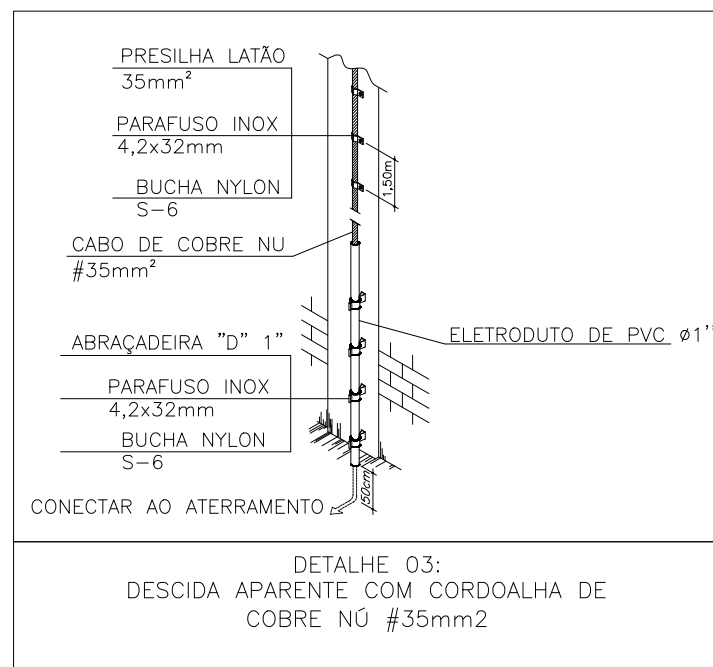 PRESILHA LATÃO
35mm²
PARAFUSO INOX
4,2x32mm
BUCHA NYLON
S-6
1,50m
CABO DE COBRE NU
#35mm²
ABRAÇADEIRA "D" 1"
PARAFUSO INOX
4,2x32mm
BUCHA NYLON
S-6
ELETRODUTO DE PVC ø1"
50cm
CONECTAR AO ATERRAMENTO
DETALHE 03:
DESCIDA APARENTE COM CORDOALHA DE
COBRE NÚ #35mm2